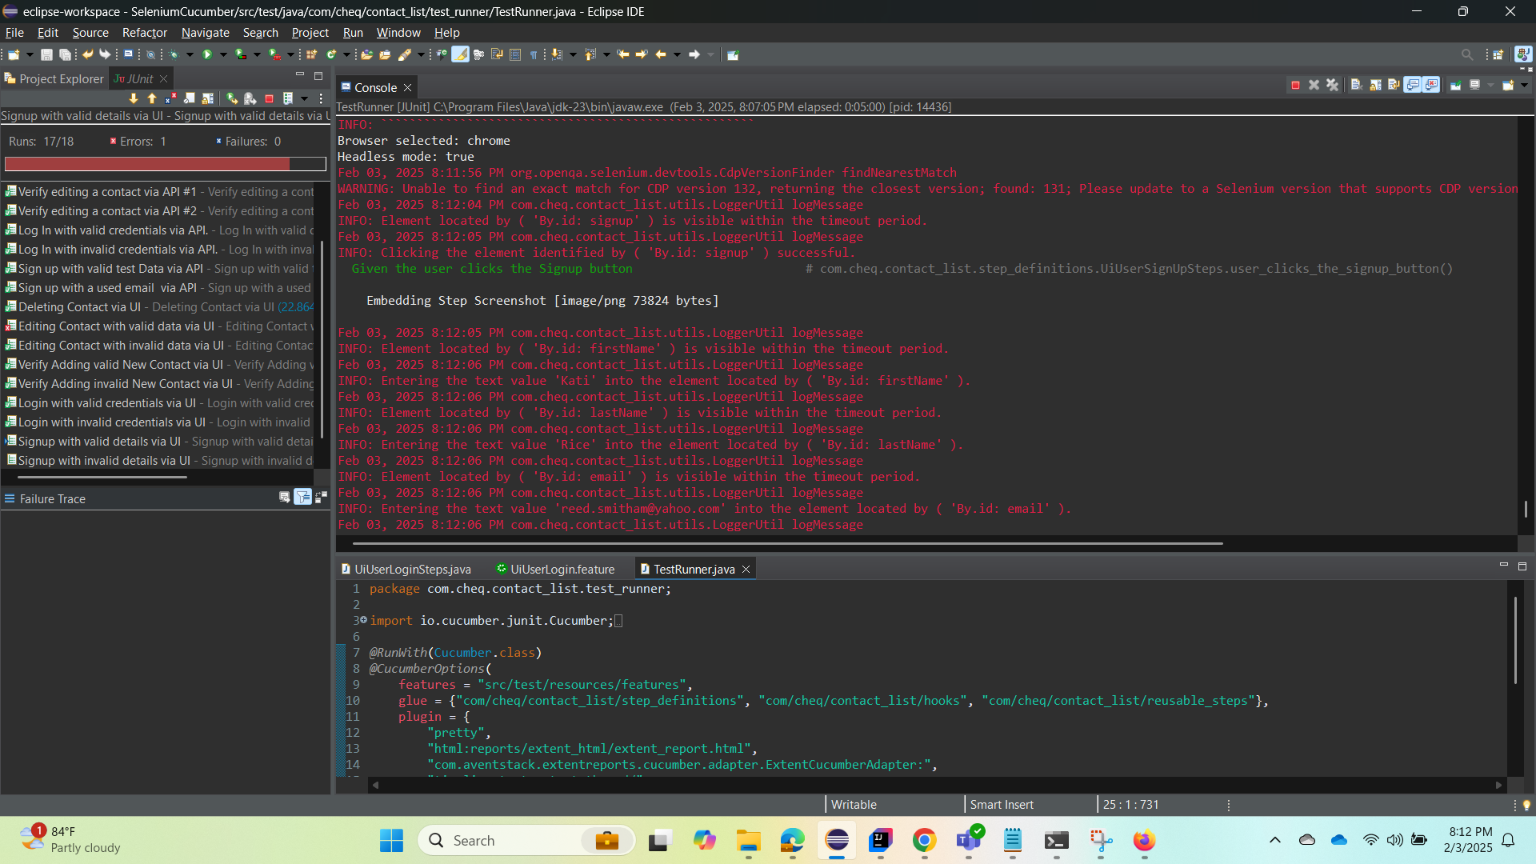 eclipse-workspace - SeleniumCucumber/src/test/java/com/cheq/contact_list/test_runner/TestRunner.java - Eclipse IDE
File Edit Source Refactor Navigate Search Project Run Window Help
Project Explorer
JUnit
Signup with valid details via UI - Signup with valid details via U
Runs: 17/18 Errors: 1 Failures: 0
Verify editing a contact via API #1 - Verify editing a cont
Verify editing a contact via API #2 - Verify editing a cont
Log In with valid credentials via API. - Log In with valid c
Log In with invalid credentials via API. - Log In with inva
Sign up with valid test Data via API - Sign up with valid
Sign up with a used email via API - Sign up with a used
Deleting Contact via UI - Deleting Contact via UI (22.864
Editing Contact with valid data via UI - Editing Contact v
Editing Contact with invalid data via UI - Editing Contac
Verify Adding valid New Contact via UI - Verify Adding v
Verify Adding invalid New Contact via UI - Verify Adding
Login with valid credentials via UI - Login with valid cred
Login with invalid credentials via UI - Login with invalid
Signup with valid details via UI - Signup with valid detai
Signup with invalid details via UI - Signup with invalid d
Failure Trace
Console
TestRunner [JUnit] C:\Program Files\Java\jdk-23\bin\javaw.exe (Feb 3, 2025, 8:07:05 PM elapsed: 0:05:00) [pid: 14436]
INFO:
Browser selected: chrome
Headless mode: true
Feb 03, 2025 8:11:56 PM org.openqa.selenium.devtools.CdpVersionFinder findNearestMatch
WARNING: Unable to find an exact match for CDP version 132, returning the closest version; found: 131; Please update to a Selenium version that supports CDP version
Feb 03, 2025 8:12:04 PM com.cheq.contact_list.utils.LoggerUtil logMessage
INFO: Element located by ( 'By.id: signup' ) is visible within the timeout period.
Feb 03, 2025 8:12:05 PM com.cheq.contact_list.utils.LoggerUtil logMessage
INFO: Clicking the element identified by ( 'By.id: signup' ) successful.
Given the user clicks the Signup button # com.cheq.contact_list.step_definitions.UiUserSignUpSteps.user_clicks_the_signup_button()
Embedding Step Screenshot [image/png 73824 bytes]
Feb 03, 2025 8:12:05 PM com.cheq.contact_list.utils.LoggerUtil logMessage
INFO: Element located by ( 'By.id: firstName' ) is visible within the timeout period.
Feb 03, 2025 8:12:06 PM com.cheq.contact_list.utils.LoggerUtil logMessage
INFO: Entering the text value 'Kati' into the element located by ( 'By.id: firstName' ).
Feb 03, 2025 8:12:06 PM com.cheq.contact_list.utils.LoggerUtil logMessage
INFO: Element located by ( 'By.id: lastName' ) is visible within the timeout period.
Feb 03, 2025 8:12:06 PM com.cheq.contact_list.utils.LoggerUtil logMessage
INFO: Entering the text value 'Rice' into the element located by ( 'By.id: lastName' ).
Feb 03, 2025 8:12:06 PM com.cheq.contact_list.utils.LoggerUtil logMessage
INFO: Element located by ( 'By.id: email' ) is visible within the timeout period.
Feb 03, 2025 8:12:06 PM com.cheq.contact_list.utils.LoggerUtil logMessage
INFO: Entering the text value 'reed.smitham@yahoo.com' into the element located by ( 'By.id: email' ).
Feb 03, 2025 8:12:06 PM com.cheq.contact_list.utils.LoggerUtil logMessage
UiUserLoginSteps.java UiUserLogin.feature TestRunner.java
1 package com.cheq.contact_list.test_runner;
2
3 import io.cucumber.junit.Cucumber;
6
7 @RunWith(Cucumber.class)
8 @CucumberOptions(
9 features = "src/test/resources/features",
10 glue = {"com/cheq/contact_list/step_definitions", "com/cheq/contact_list/hooks", "com/cheq/contact_list/reusable_steps"},
11 plugin = {
12 "pretty",
13 "html:reports/extent_html/extent_report.html",
14 "com.aventstack.extentreports.cucumber.adapter.ExtentCucumberAdapter:",
Writable Smart Insert 25 : 1 : 731
1
84°F
Partly cloudy
Search
8:12 PM
2/3/2025